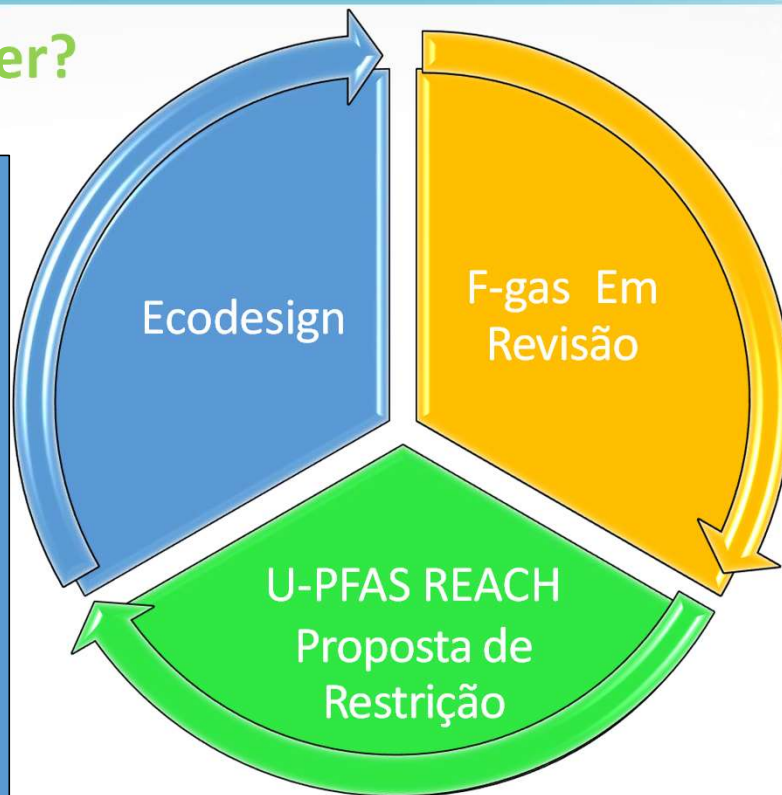 er?
Ecodesign
F-gas Em
Revisão
U-PFAS REACH
Proposta de
Restrição